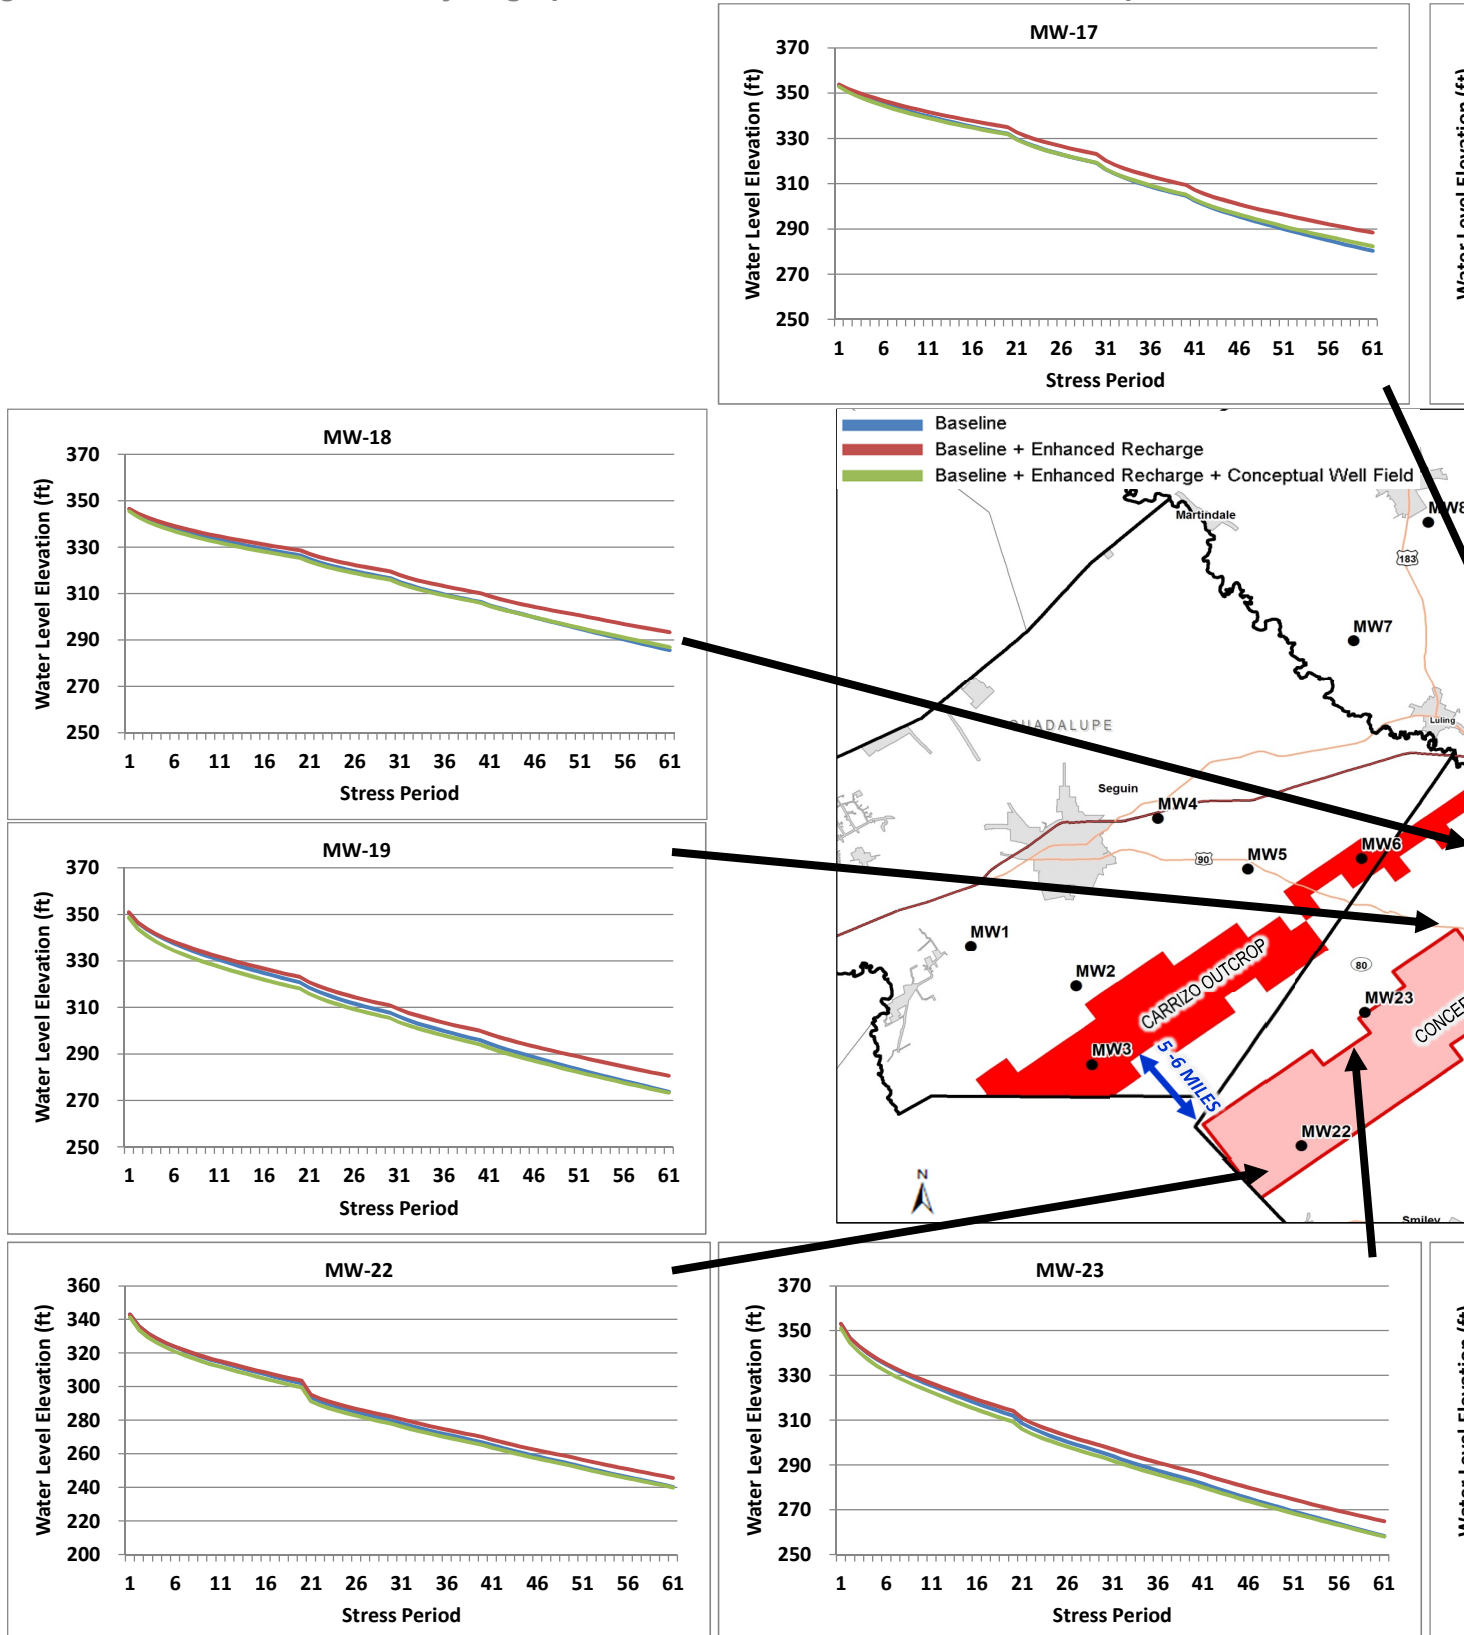 MW-17
Water Level Elevation (ft)
370
350
330
310
290
270
250
1 6 11 16 21 26 31 36 41 46 51 56 61
Stress Period
MW-18
Water Level Elevation (ft)
370
350
330
310
290
270
250
1 6 11 16 21 26 31 36 41 46 51 56 61
Stress Period
Baseline
Baseline + Enhanced Recharge
Baseline + Enhanced Recharge + Conceptual Well Field
Martindale
MW8
183
MW7
Luling
GUADALUPE
Seguin
MW4
MW6
90
MW5
MW1
CARRIZO OUTCROP
80
MW2
MW23
MW3
5 -6 MILES
MW22
N
Smiley
MW-19
Water Level Elevation (ft)
370
350
330
310
290
270
250
1 6 11 16 21 26 31 36 41 46 51 56 61
Stress Period
MW-22
Water Level Elevation (ft)
360
340
320
300
280
260
240
220
200
1 6 11 16 21 26 31 36 41 46 51 56 61
Stress Period
MW-23
Water Level Elevation (ft)
370
350
330
310
290
270
250
1 6 11 16 21 26 31 36 41 46 51 56 61
Stress Period
Water Level Elevation (ft)